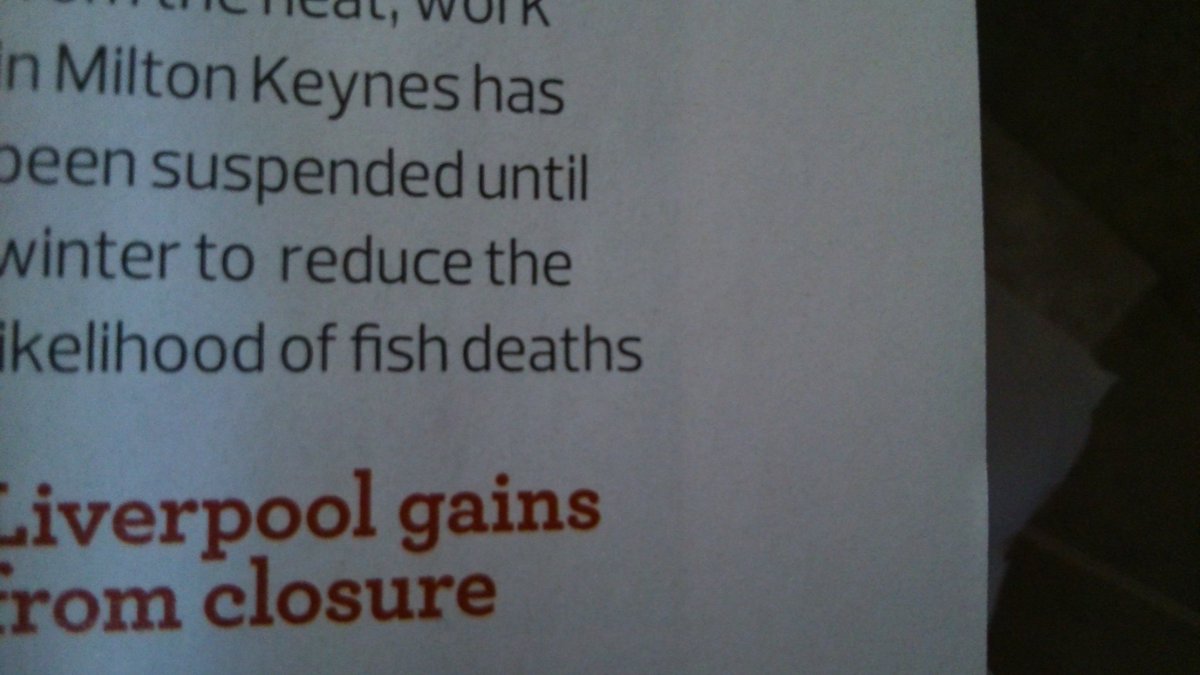 from the heat, work
in Milton Keynes has
been suspended until
winter to reduce the
likelihood of fish deaths
Liverpool gains
from closure